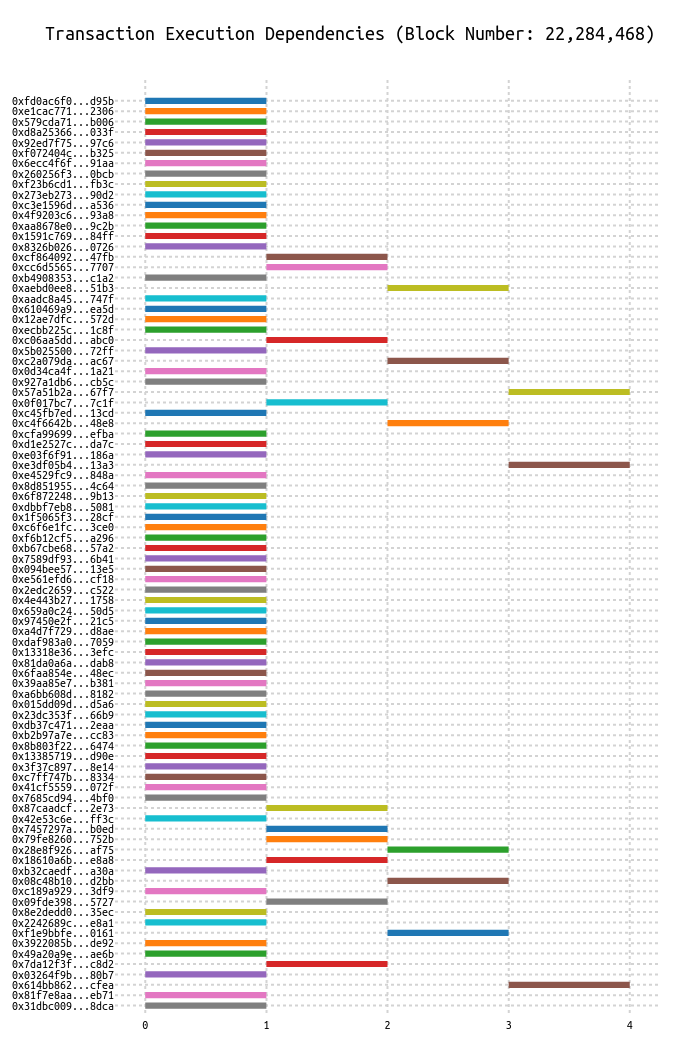 Transaction Execution Dependencies (Block Number: 22,284,468)
0xfd0ac6f0...d95b
0xe1cac771...2306
0x579cda71...b006
0xd8a25366...033f
0x92ed7f75...97c6
0xf072404c...b325
0x6ecc4f6f...91aa
0x260256f3...0bcb
0xf23b6cd1...fb3c
0x273eb273...90d2
0xc3e1596d...a536
0x4f9203c6...93a8
0xaa8678e0...9c2b
0x1591c769...84ff
0x8326b026...0726
0xcf864092...47fb
0xcc6d5565...7707
0xb4908353...c1a2
0xaebd0ee8...51b3
0xaadc8a45...747f
0x610469a9...ea5d
0x12ae7dfc...572d
0xecbb225c...1c8f
0xc06aa5dd...abc0
0x5b025500...72ff
0xc2a079da...ac67
0x0d34ca4f...1a21
0x927a1db6...cb5c
0x57a51b2a...67f7
0x0f017bc7...7c1f
0xc45fb7ed...13cd
0xc4f6642b...48e8
0xcfa99699...efba
0xd1e2527c...da7c
0xe03f6f91...186a
0xe3df05b4...13a3
0xe4529fc9...848a
0x8d851955...4c64
0x6f872248...9b13
0xdbbf7eb8...5081
0x1f5065f3...28cf
0xc6f6e1fc...3ce0
0xf6b12cf5...a296
0xb67cbe68...57a2
0x7589df93...6b41
0x094bee57...13e5
0xe561efd6...cf18
0x2edc2659...c522
0x4e443b27...1758
0x659a0c24...50d5
0x97450e2f...21c5
0xa4d7f729...d8ae
0xdaf983a0...7059
0x13318e36...3efc
0x81da0a6a...dab8
0x6faa854e...48ec
0x39aa85e7...b381
0xa6bb608d...8182
0x015dd09d...d5a6
0x23dc353f...66b9
0xdb37c471...2eaa
0xb2b97a7e...cc83
0x8b803f22...6474
0x13385719...d90e
0x3f37c897...8e14
0xc7ff747b...8334
0x41cf5559...072f
0x7685cd94...4bf0
0x87caadcf...2e73
0x42e53c6e...ff3c
0x7457297a...b0ed
0x79fe8260...752b
0x28e8f926...af75
0x18610a6b...e8a8
0xb32caedf...a30a
0x08c48b10...d2bb
0xc189a929...3df9
0x09fde398...5727
0x8e2dedd0...35ec
0x2242689c...e8a1
0xf1e9bbfe...0161
0x3922085b...de92
0x49a20a9e...ae6b
0x7da12f3f...c8d2
0x03264f9b...80b7
0x614bb862...cfea
0x81f7e8aa...eb71
0x31dbc009...8dca
0 1 2 3 4